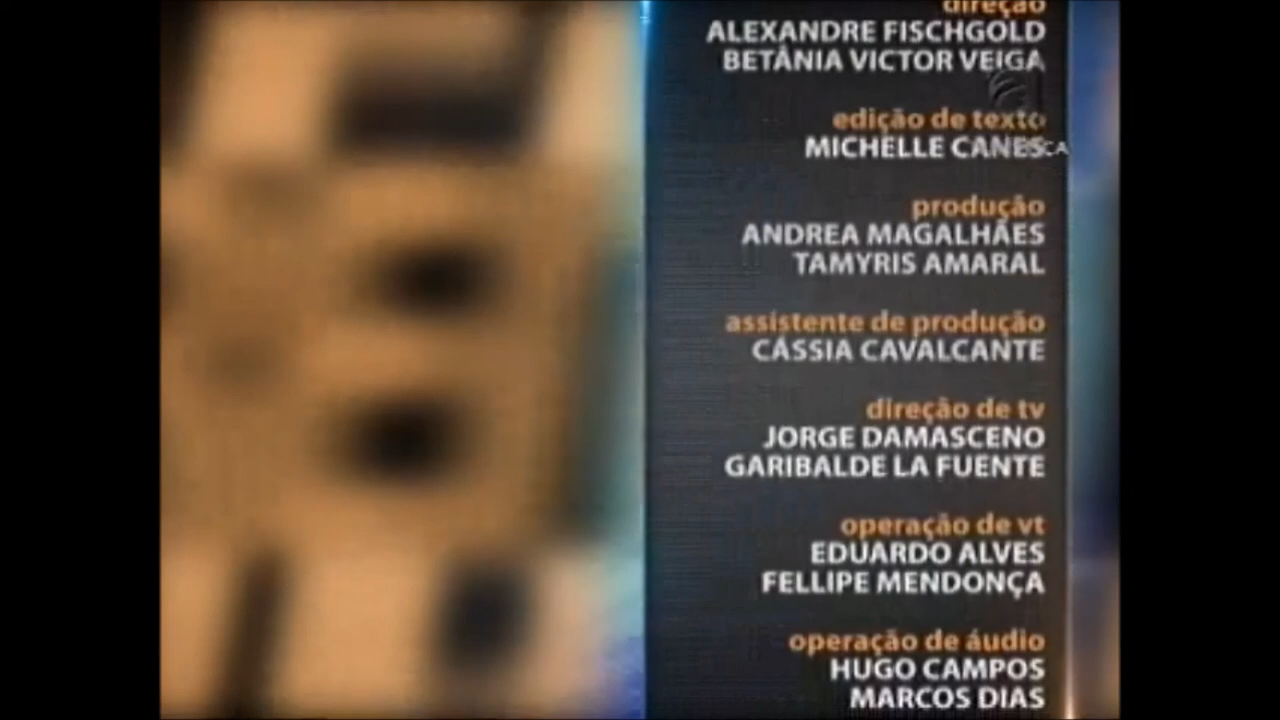 direção
ALEXANDRE FISCHGOLD
BETÂNIA VICTOR VEIGA
edição de texto
MICHELLE CANES
produção
ANDREA MAGALHÃES
TAMYRIS AMARAL
assistente de produção
CÁSSIA CAVALCANTE
direção de tv
JORGE DAMASCENO
GARIBALDE LA FUENTE
operação de vt
EDUARDO ALVES
FELLIPE MENDONÇA
operação de áudio
HUGO CAMPOS
MARCOS DIAS